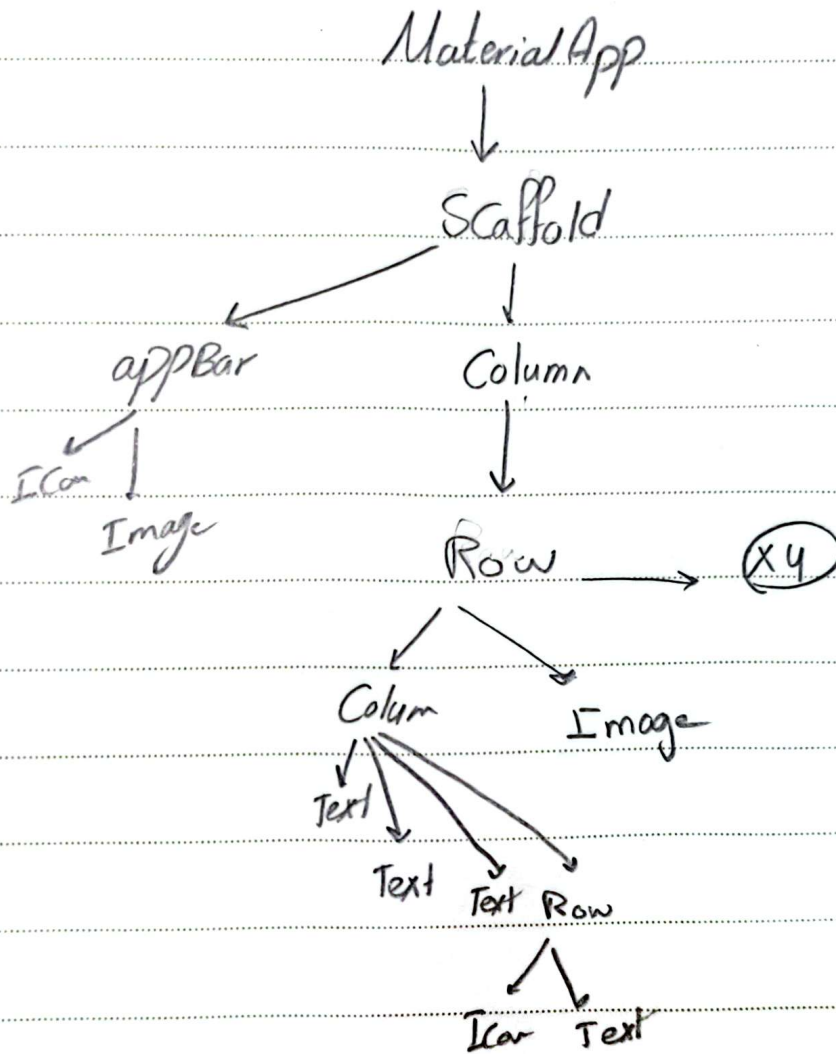 MaterialApp
Scaffold
appBar
Column
Icon
Image
Row
x4
Colum
Image
Text
Text
Text Row
Icon Text